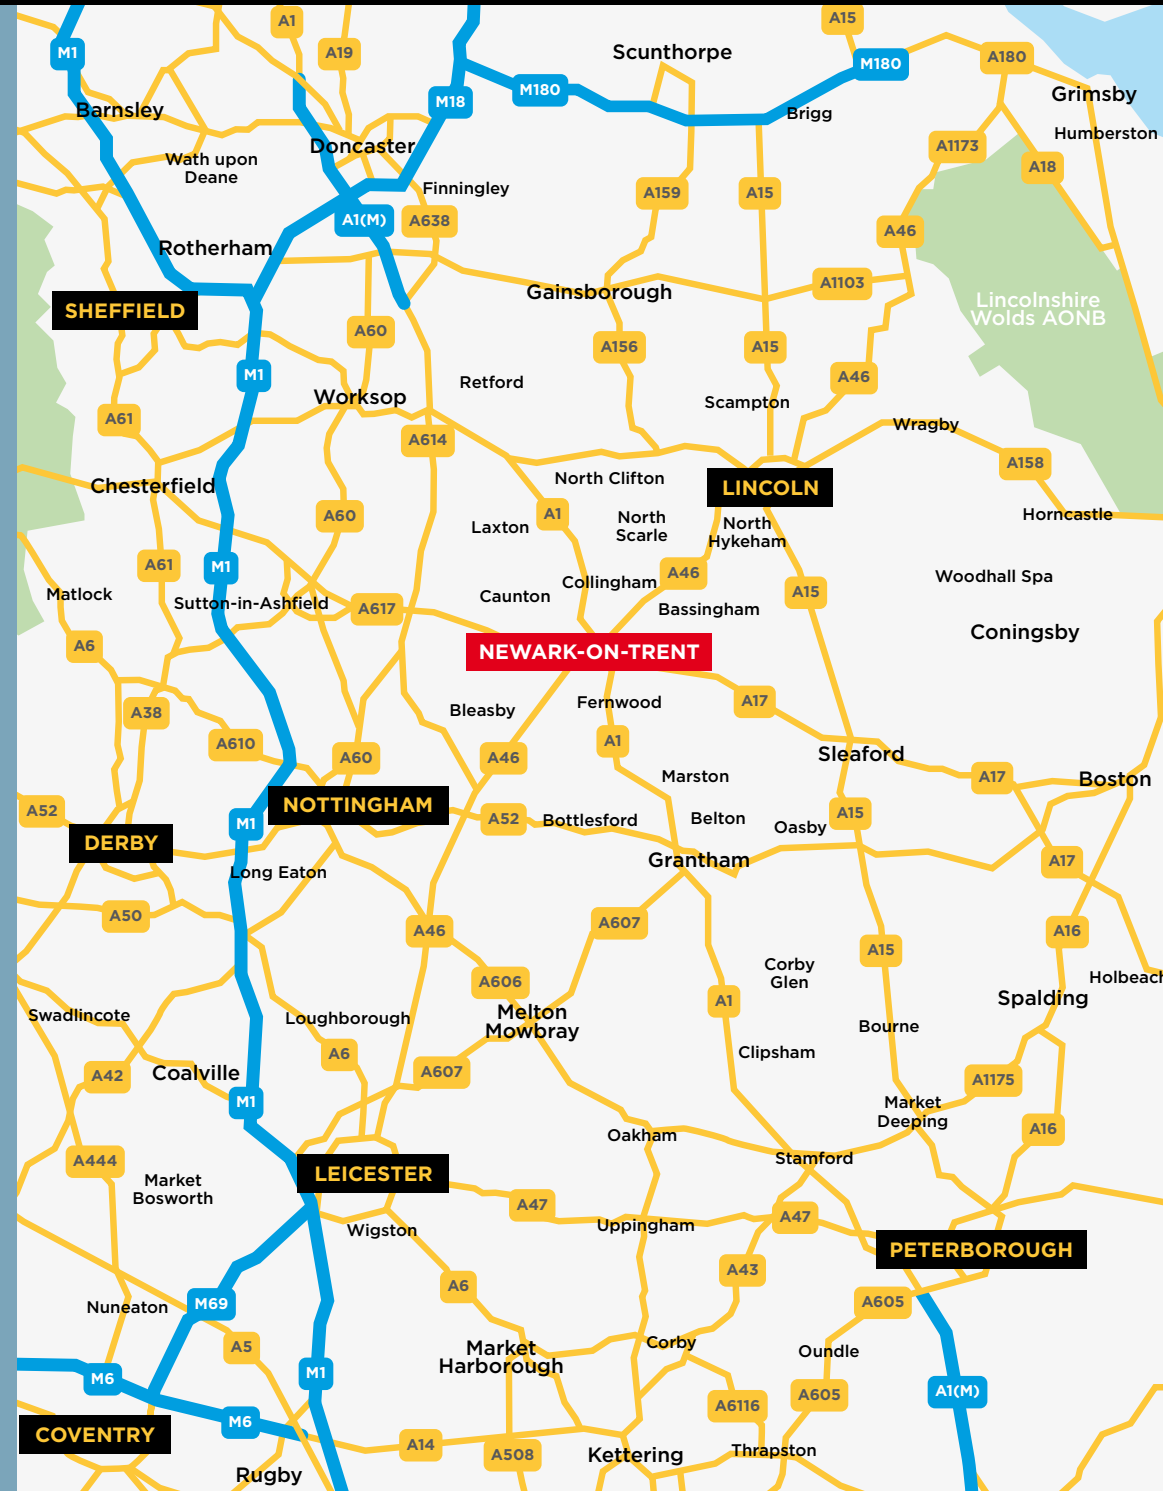 A1
A15
M1
A19
Scunthorpe
A180
M180
M180
Grimsby
M18
Barnsley
Brigg
Humberston
Doncaster
A1173
Wath upon
Deane
A18
Finningley
A159
A15
A1(M)
A638
A46
Rotherham
A1103
Gainsborough
Lincolnshire
Wolds AONB
SHEFFIELD
A60
A156
A15
M1
A46
Retford
Worksop
Scampton
A61
Wragby
A614
A158
North Clifton
Chesterfield
LINCOLN
A60
A1
Laxton
North
Scarle
North
Hykeham
Horncastle
A61
M1
A46
Collingham
Woodhall Spa
Matlock
Caunton
A15
Sutton-in-Ashfield
A617
Bassingham
Coningsby
A6
NEWARK-ON-TRENT
Fernwood
A17
A38
Bleasby
A610
A1
A60
A46
Sleaford
Marston
A17
Boston
NOTTINGHAM
A52
M1
A52
Bottlesford
Belton
Oasby
A15
DERBY
Grantham
A17
Long Eaton
A50
A607
A46
A16
A15
Corby
Glen
Holbeach
A606
Spalding
A1
Swadlincote
Loughborough
Melton
Mowbray
Bourne
A6
Clipsham
Coalville
A42
A607
A1175
M1
Market
Deeping
A16
Oakham
Stamford
A444
LEICESTER
Market
Bosworth
A47
A47
Wigston
Uppingham
PETERBOROUGH
A43
A6
Nuneaton
M69
A605
A5
Market
Harborough
Corby
Oundle
M1
M6
A605
A1(M)
A6116
M6
COVENTRY
A14
A508
Kettering
Thrapston
Rugby